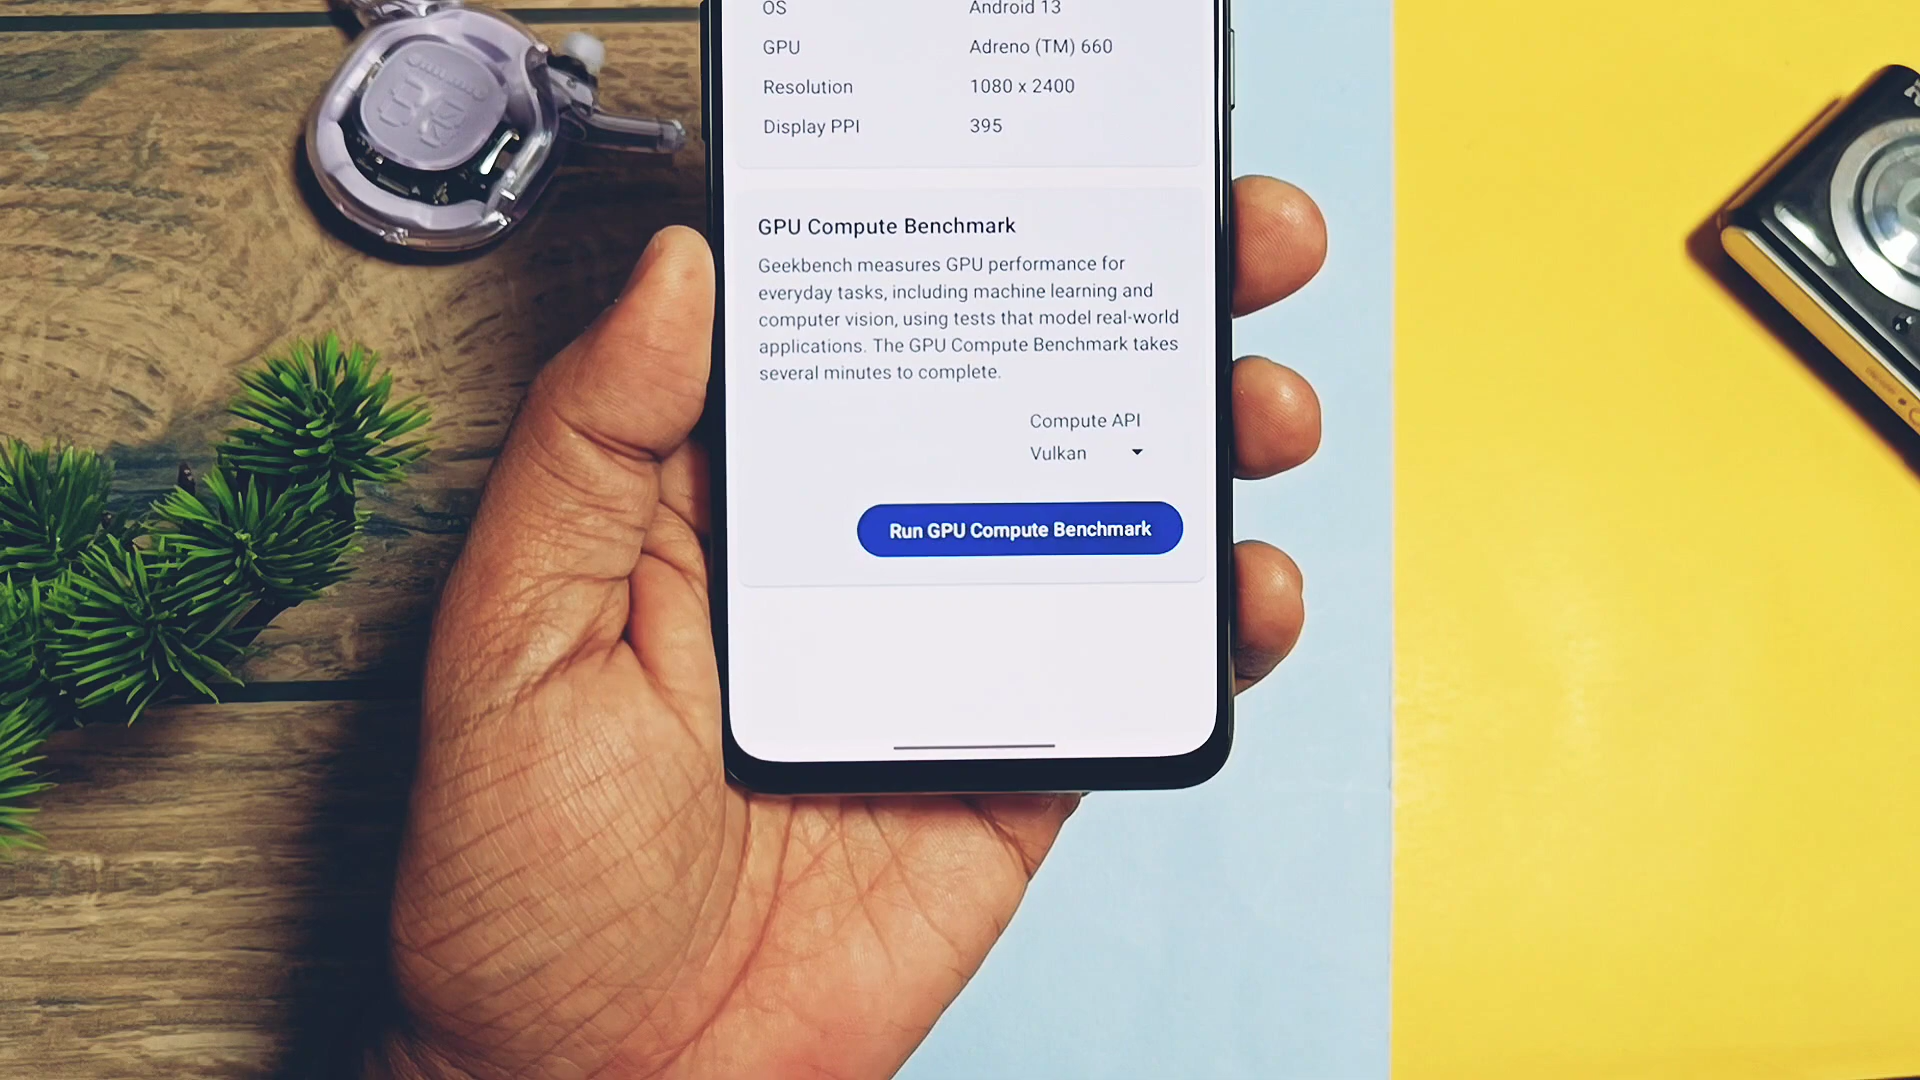 OS Android 13
GPU Adreno (TM) 660
Resolution 1080 x 2400
Display PPI 395
GPU Compute Benchmark
Geekbench measures GPU performance for
everyday tasks, including machine learning and
computer vision, using tests that model real-world
applications. The GPU Compute Benchmark takes
several minutes to complete.
Compute API
Vulkan
Run GPU Compute Benchmark